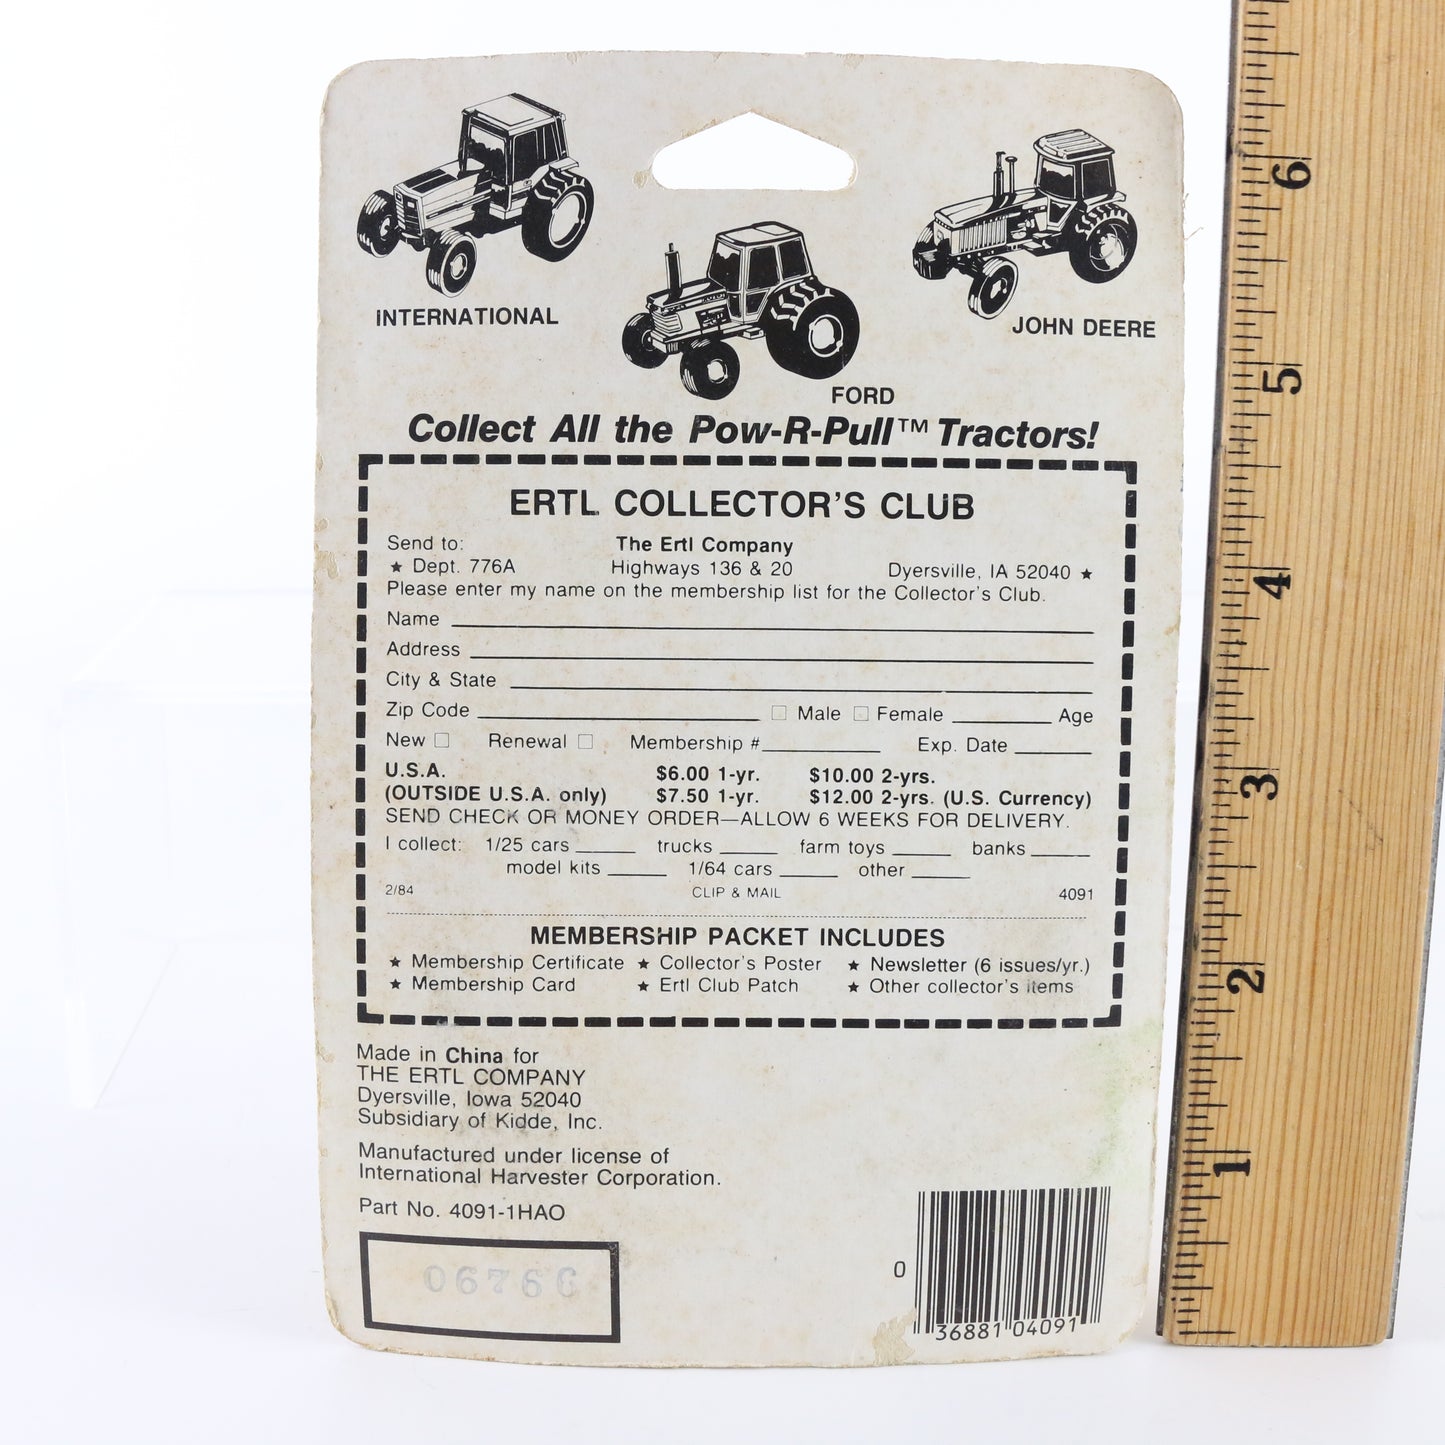 INTERNATIONAL
JOHN DEERE
FORD
Collect All the Pow-R-Pull™ Tractors!
ERTL COLLECTOR'S CLUB
Send to: The Ertl Company
★ Dept. 776A Highways 136 & 20 Dyersville, IA 52040 ★
Please enter my name on the membership list for the Collector's Club.
Name
Address
City & State
Zip Code □ Male □ Female Age
New □ Renewal □ Membership # Exp. Date
U.S.A. $6.00 1-yr. $10.00 2-yrs.
(OUTSIDE U.S.A. only) $7.50 1-yr. $12.00 2-yrs. (U.S. Currency)
SEND CHECK OR MONEY ORDER—ALLOW 6 WEEKS FOR DELIVERY.
I collect: 1/25 cars trucks farm toys banks
model kits 1/64 cars other
2/84 CLIP & MAIL 4091
MEMBERSHIP PACKET INCLUDES
★ Membership Certificate ★ Collector's Poster ★ Newsletter (6 issues/yr.)
★ Membership Card ★ Ertl Club Patch ★ Other collector's items
Made in China for
THE ERTL COMPANY
Dyersville, Iowa 52040
Subsidiary of Kidde, Inc.
Manufactured under license of
International Harvester Corporation.
Part No. 4091-1HAO
0 36881 04091
6
5
4
3
2
1